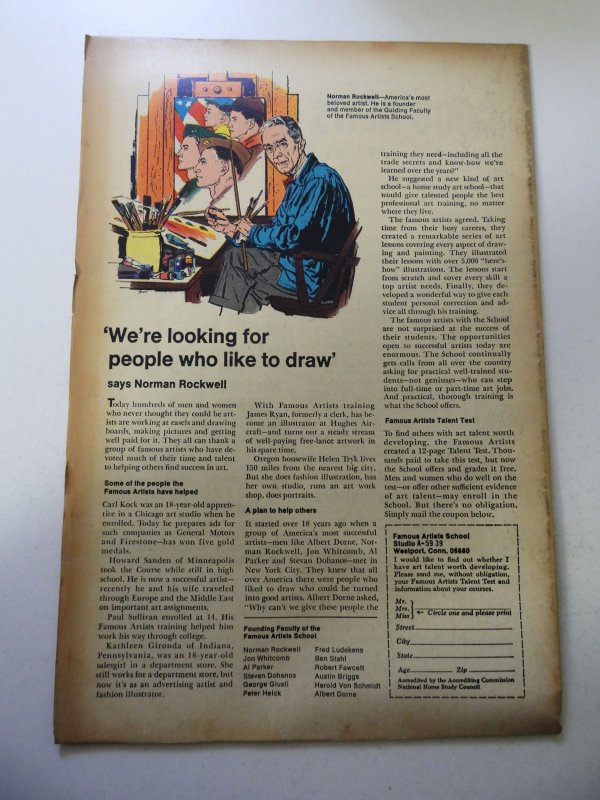 Norman Rockwell—America's most
beloved artist. He is a founder
and member of the Guiding Faculty
of the Famous Artists School.
'We're looking for
people who like to draw'
says Norman Rockwell
Today hundreds of men and women
who never thought they could be art-
ists are working at easels and drawing
boards, making pictures and getting
well paid for it. They all can thank a
group of famous artists who have de-
voted much of their time and talent
to helping others find success in art.
Some of the people the
Famous Artists have helped
Carl Kock was an 18-year-old appren-
tice in a Chicago art studio when he
enrolled. Today he prepares ads for
such companies as General Motors
and Firestone—has won five gold
medals.
Howard Sanden of Minneapolis
took the Course while still in high
school. He is now a successful artist—
recently he and his wife traveled
through Europe and the Middle East
on important art assignments.
Paul Sullivan enrolled at 14. His
Famous Artists training helped him
work his way through college.
Kathleen Gironda of Indiana,
Pennsylvania, was an 18-year-old
salesgirl in a department store. She
still works for a department store, but
now it's as an advertising artist and
fashion illustrator.
With Famous Artists training
James Ryan, formerly a clerk, has be-
come an illustrator at Hughes Air-
craft—and turns out a steady stream
of well-paying free-lance artwork in
his spare time.
Oregon housewife Helen Tryk lives
150 miles from the nearest big city.
But she does fashion illustration, has
her own studio, runs an art work
shop, does portraits.
A plan to help others
It started over 18 years ago when a
group of America's most successful
artists—men like Albert Dorne, Nor-
man Rockwell, Jon Whitcomb, Al
Parker and Stevan Dohanos—met in
New York City. They knew that all
over America there were people who
liked to draw who could be turned
into good artists. Albert Dorne asked,
"Why can't we give these people the
Founding Faculty of the
Famous Artists School
Norman Rockwell
Jon Whitcomb
Al Parker
Stevan Dohanos
George Giusti
Peter Helck
Fred Ludekens
Ben Stahl
Robert Fawcett
Austin Briggs
Harold Von Schmidt
Albert Dorne
training they need—including all the
trade secrets and know-how we've
learned over the years?"
He suggested a new kind of art
school—a home study art school—that
would give talented people the best
professional art training, no matter
where they live.
The famous artists agreed. Taking
time from their busy careers, they
created a remarkable series of art
lessons covering every aspect of draw-
ing and painting. They illustrated
their lessons with over 5,000 "here's-
how" illustrations. The lessons start
from scratch and cover every skill a
top artist needs. Finally, they de-
veloped a wonderful way to give each
student personal correction and ad-
vice all through his training.
The famous artists with the School
are not surprised at the success of
their students. The opportunities
open to successful artists today are
enormous. The School continually
gets calls from all over the country
asking for practical well-trained stu-
dents—not geniuses—who can step
into full-time or part-time art jobs.
And practical, thorough training is
what the School offers.
Famous Artists Talent Test
To find others with art talent worth
developing, the Famous Artists
created a 12-page Talent Test. Thou-
sands paid to take this test, but now
the School offers and grades it free.
Men and women who do well on the
test—or offer other sufficient evidence
of art talent—may enroll in the
School. But there's no obligation.
Simply mail the coupon below.
Famous Artists School
Studio A-59 39
Westport, Conn. 06880
I would like to find out whether I
have art talent worth developing.
Please send me, without obligation,
your Famous Artists Talent Test and
information about your courses.
Mr.
Mrs. ← Circle one and please print
Miss
Street
City
State
Age Zip
Accredited by the Accrediting Commission
National Home Study Council